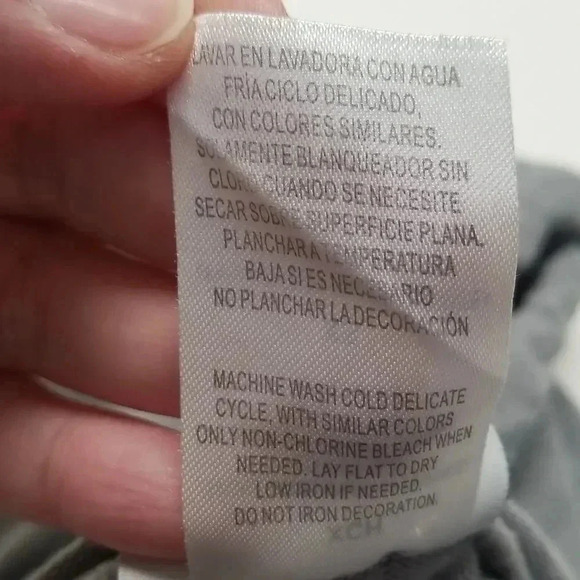 LAVAR EN LAVADORA CON AGUA
FRÍA CICLO DELICADO,
CON COLORES SIMILARES.
SOLAMENTE BLANQUEADOR SIN
CLORO CUANDO SE NECESITE
SECAR SOBRE SUPERFICIE PLANA.
PLANCHAR A TEMPERATURA
BAJA SI ES NECESARIO
NO PLANCHAR LA DECORACIÓN
MACHINE WASH COLD DELICATE
CYCLE, WITH SIMILAR COLORS
ONLY NON-CHLORINE BLEACH WHEN
NEEDED. LAY FLAT TO DRY
LOW IRON IF NEEDED.
DO NOT IRON DECORATION.